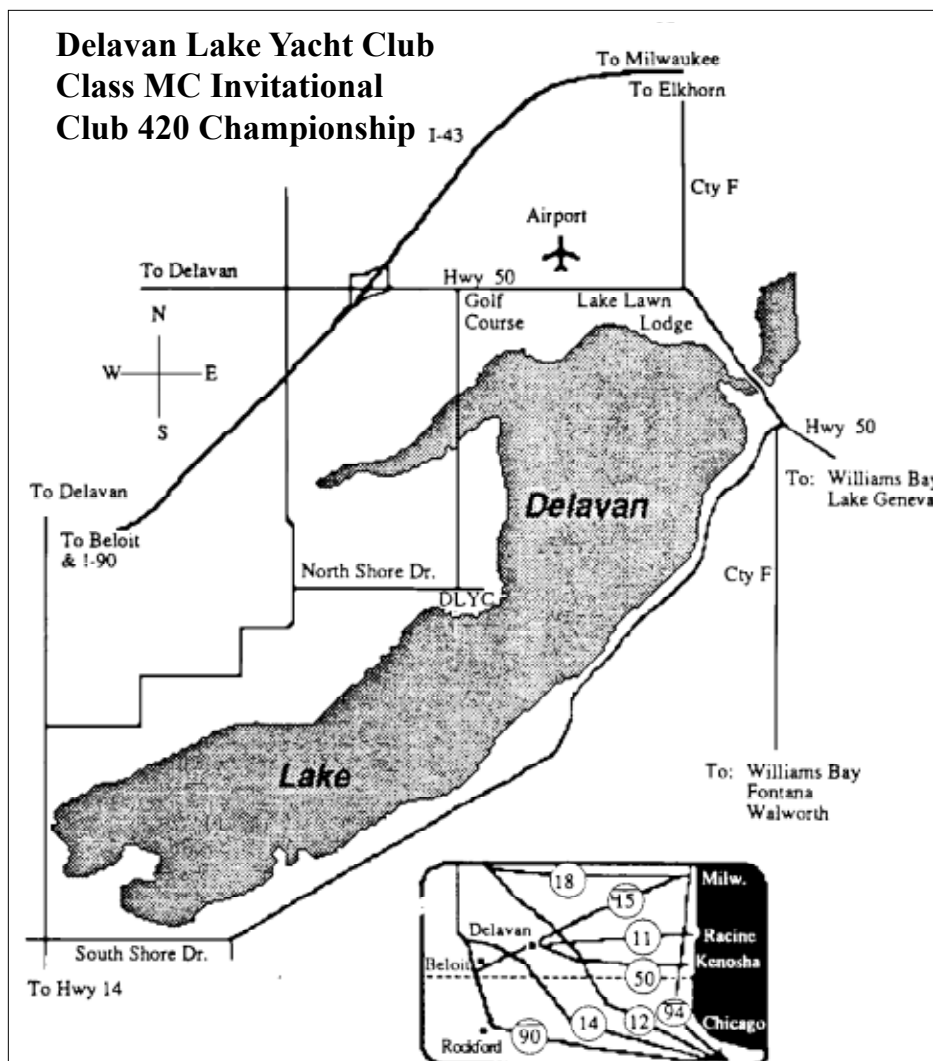 Delavan Lake Yacht Club
Class MC Invitational
Club 420 Championship
To Milwaukee
To Elkhorn
I-43
Cty F
Airport
To Delavan
Hwy 50
Golf
Course
Lake Lawn
Lodge
N
W E
S
Hwy 50
To: Williams Bay
Lake Geneva
To Delavan
To Beloit
& !-90
Delavan
North Shore Dr.
DLYC
Cty F
Lake
To: Williams Bay
Fontana
Walworth
South Shore Dr.
To Hwy 14
18
Milw.
15
Delavan
11
Racine
Beloit
Kenosha
50
14
12
94
Chicago
90
Rockford